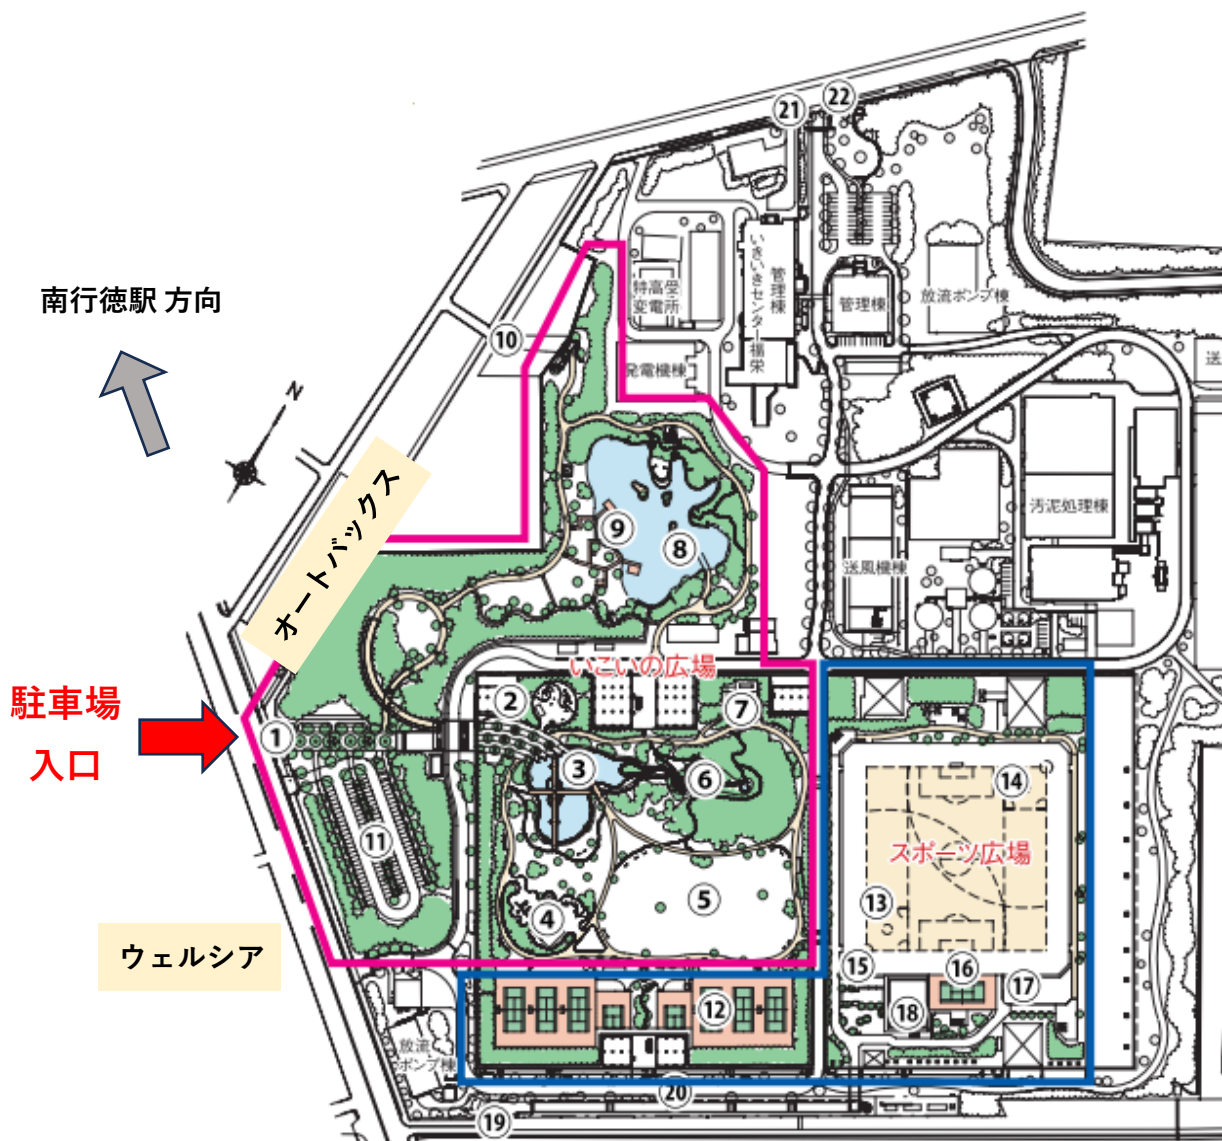 ㉑
㉒
南行徳駅 方向
N
⑩
特高受
変電所
管理棟
いきいきセンター福栄
管理棟
放流ポンプ棟
送
発電機棟
オートバックス
⑨
⑧
汚泥処理棟
送風機棟
いこいの広場
駐車場
入口
①
②
⑦
③
⑥
⑭
⑪
スポーツ広場
⑤
④
⑬
ウェルシア
⑮
⑯
⑰
⑫
⑱
放流
ポンプ棟
⑳
⑲